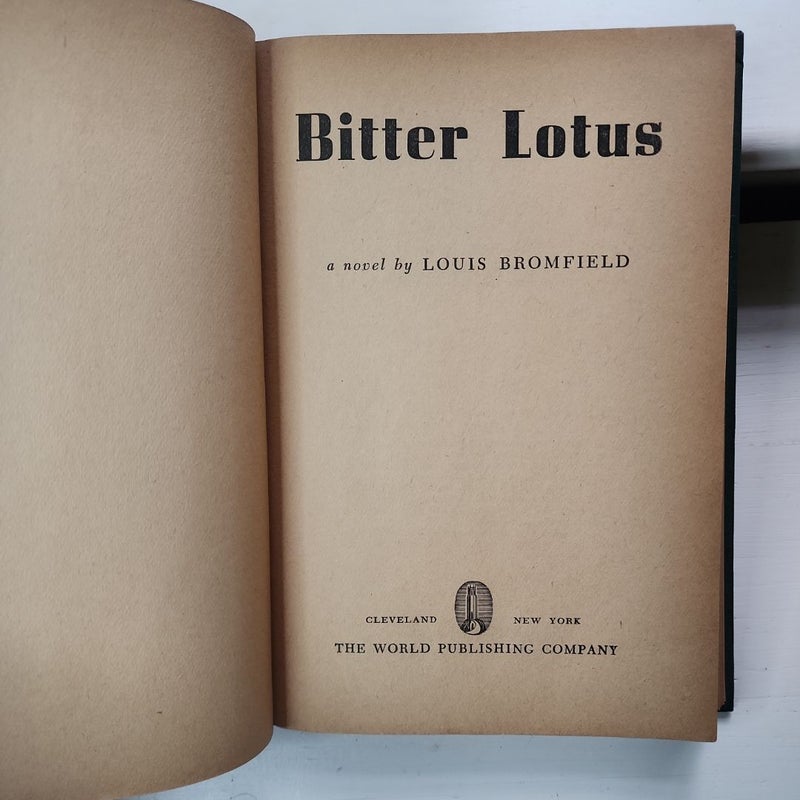 Bitter Lotus
a novel by LOUIS BROMFIELD
CLEVELAND NEW YORK
THE WORLD PUBLISHING COMPANY